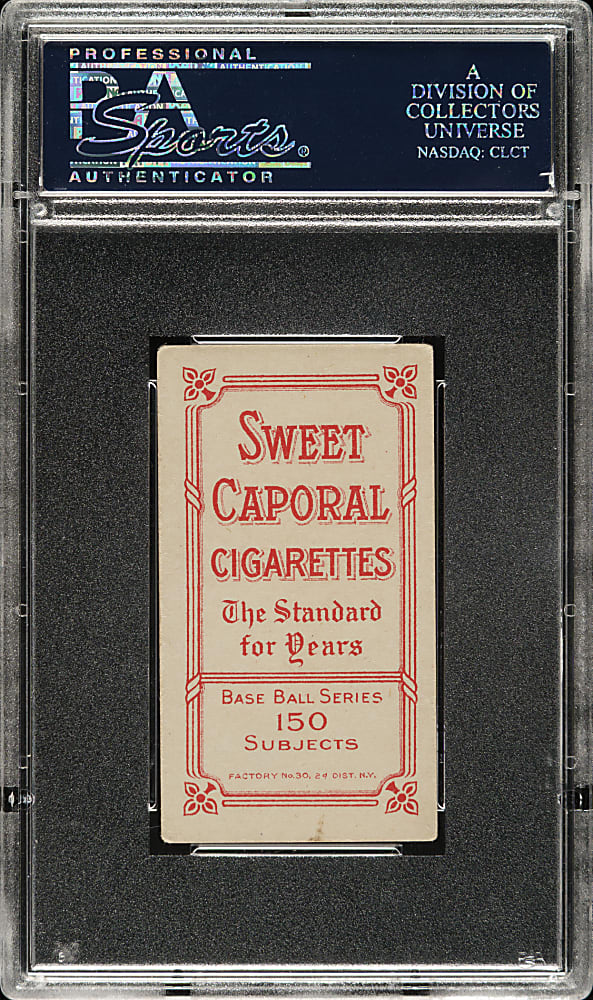 PROFESSIONAL
PSA
Sports®
AUTHENTICATOR
A
DIVISION OF
COLLECTORS
UNIVERSE
NASDAQ: CLCT
SWEET
CAPORAL
CIGARETTES
The Standard
for Years
BASE BALL SERIES
150
SUBJECTS
FACTORY No. 30, 2d DIST. N.Y.